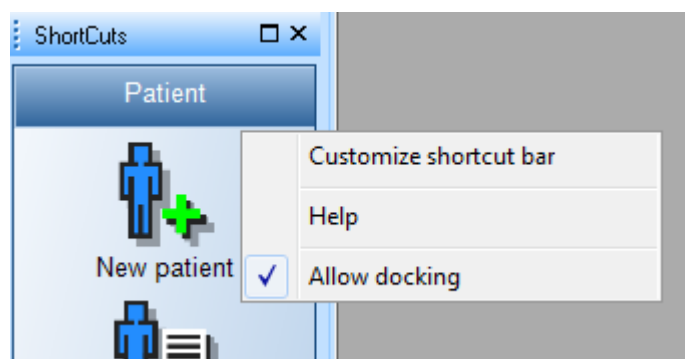 ShortCuts
Patient
Customize shortcut bar
Help
New patient
Allow docking